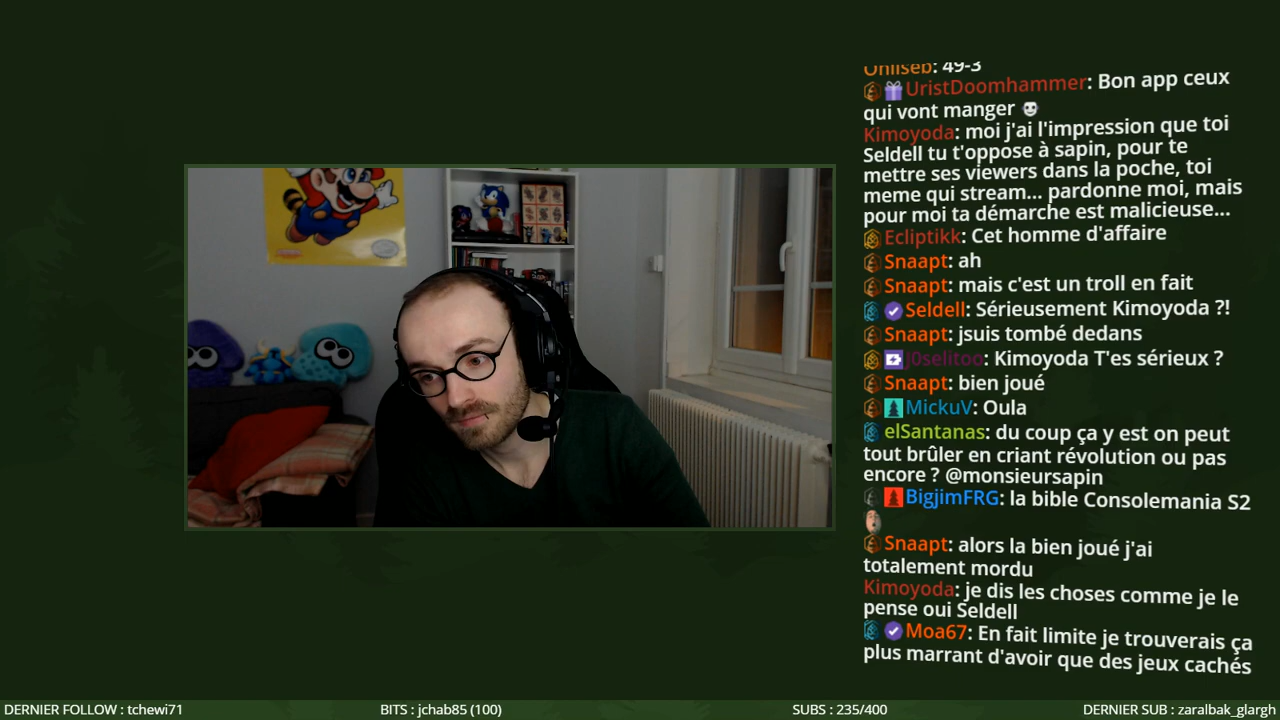 Onliseb: 49-3
UristDoomhammer: Bon app ceux
qui vont manger
Kimoyoda: moi j'ai l'impression que toi
Seldell tu t'oppose à sapin, pour te
mettre ses viewers dans la poche, toi
meme qui stream... pardonne moi, mais
pour moi ta démarche est malicieuse...
Ecliptikk: Cet homme d'affaire
Snaapt: ah
Snaapt: mais c'est un troll en fait
Seldell: Sérieusement Kimoyoda ?!
Snaapt: jsuis tombé dedans
J0selitoo: Kimoyoda T'es sérieux ?
Snaapt: bien joué
MickuV: Oula
elSantanas: du coup ça y est on peut
tout brûler en criant révolution ou pas
encore ? @monsieursapin
BigjimFRG: la bible Consolemania S2
Snaapt: alors la bien joué j'ai
totalement mordu
Kimoyoda: je dis les choses comme je le
pense oui Seldell
Moa67: En fait limite je trouverais ça
plus marrant d'avoir que des jeux cachés
DERNIER FOLLOW : tchewi71
BITS : jchab85 (100)
SUBS : 235/400
DERNIER SUB : zaralbak_glargh